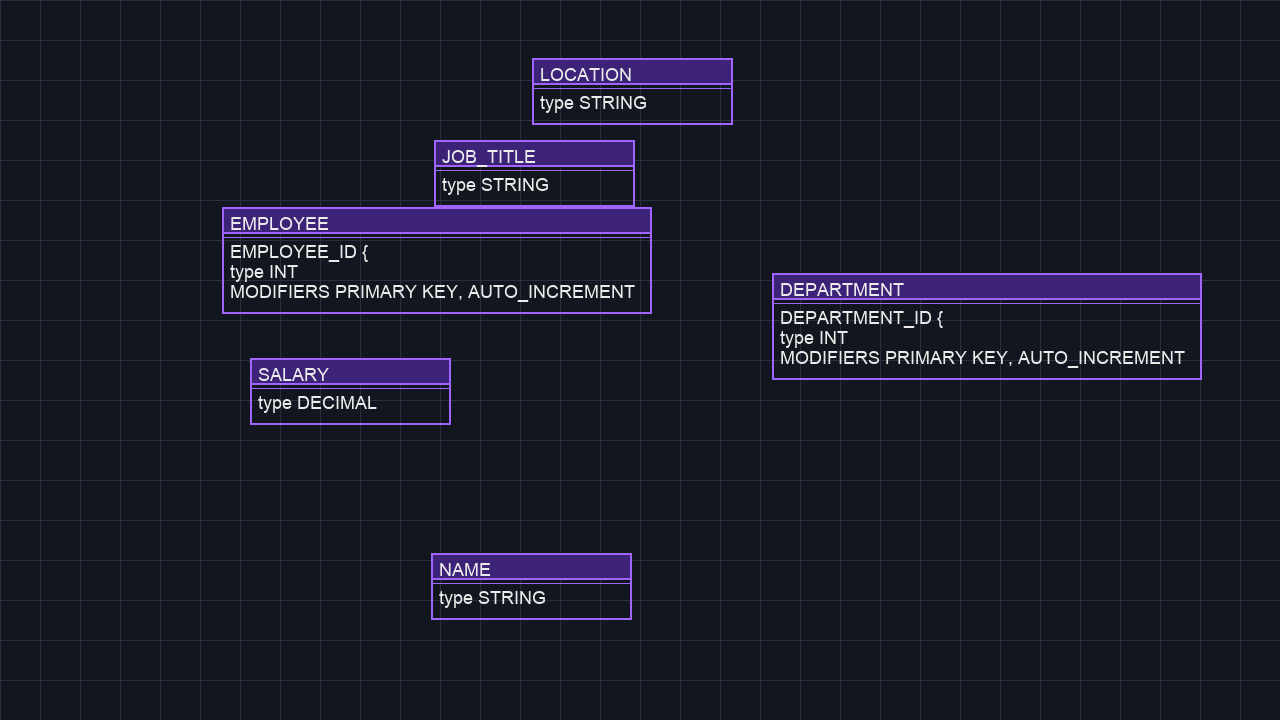 LOCATION
type STRING
JOB_TITLE
type STRING
EMPLOYEE
EMPLOYEE_ID {
type INT
MODIFIERS PRIMARY KEY, AUTO_INCREMENT
DEPARTMENT
DEPARTMENT_ID {
type INT
MODIFIERS PRIMARY KEY, AUTO_INCREMENT
SALARY
type DECIMAL
NAME
type STRING